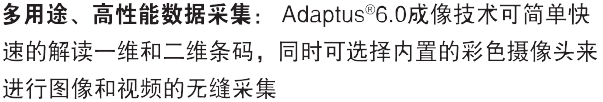 多用途、高性能数据采集： Adaptus®6.0成像技术可简单快
速的解读一维和二维条码，同时可选择内置的彩色摄像头来
进行图像和视频的无缝采集